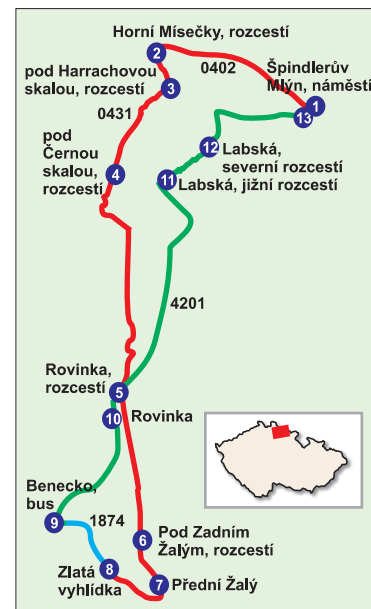 Horní Mísečky, rozcestí
2
0402
pod Harrachovou
skalou, rozcestí
3
Špindlerův
Mlýn, náměstí
1
13
0431
pod
Černou
skalou,
rozcestí
4
12
Labská,
severní rozcestí
11
Labská, jižní rozcestí
4201
Rovinka,
rozcestí
5
10
Rovinka
Benecko,
bus
9
1874
6
Pod Zadním
Žalým, rozcestí
Zlatá
vyhlídka
8
7
Přední Žalý